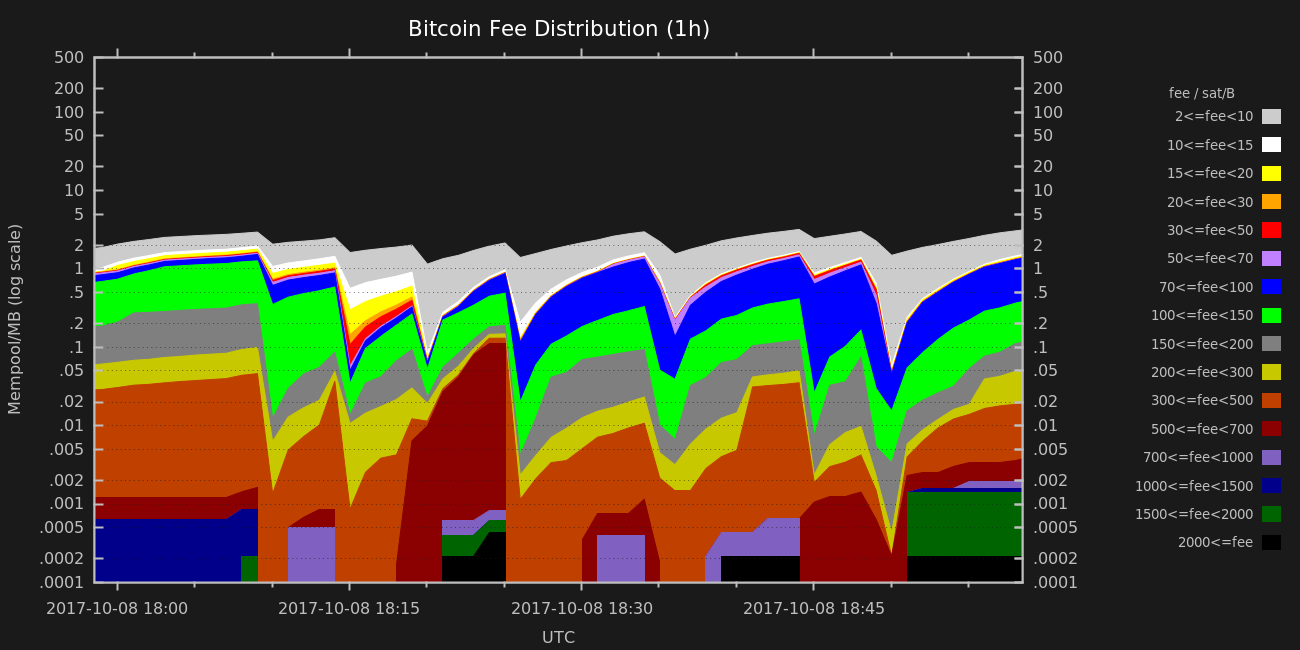 Bitcoin Fee Distribution (1h)
Mempool/MB (log scale)
500
200
100
50
20
10
5
2
1
.5
.2
.1
.05
.02
.01
.005
.002
.001
.0005
.0002
.0001
500
200
100
50
20
10
5
2
1
.5
.2
.1
.05
.02
.01
.005
.002
.001
.0005
.0002
.0001
2017-10-08 18:00
2017-10-08 18:15
2017-10-08 18:30
2017-10-08 18:45
UTC
fee / sat/B
2<=fee<10
10<=fee<15
15<=fee<20
20<=fee<30
30<=fee<50
50<=fee<70
70<=fee<100
100<=fee<150
150<=fee<200
200<=fee<300
300<=fee<500
500<=fee<700
700<=fee<1000
1000<=fee<1500
1500<=fee<2000
2000<=fee